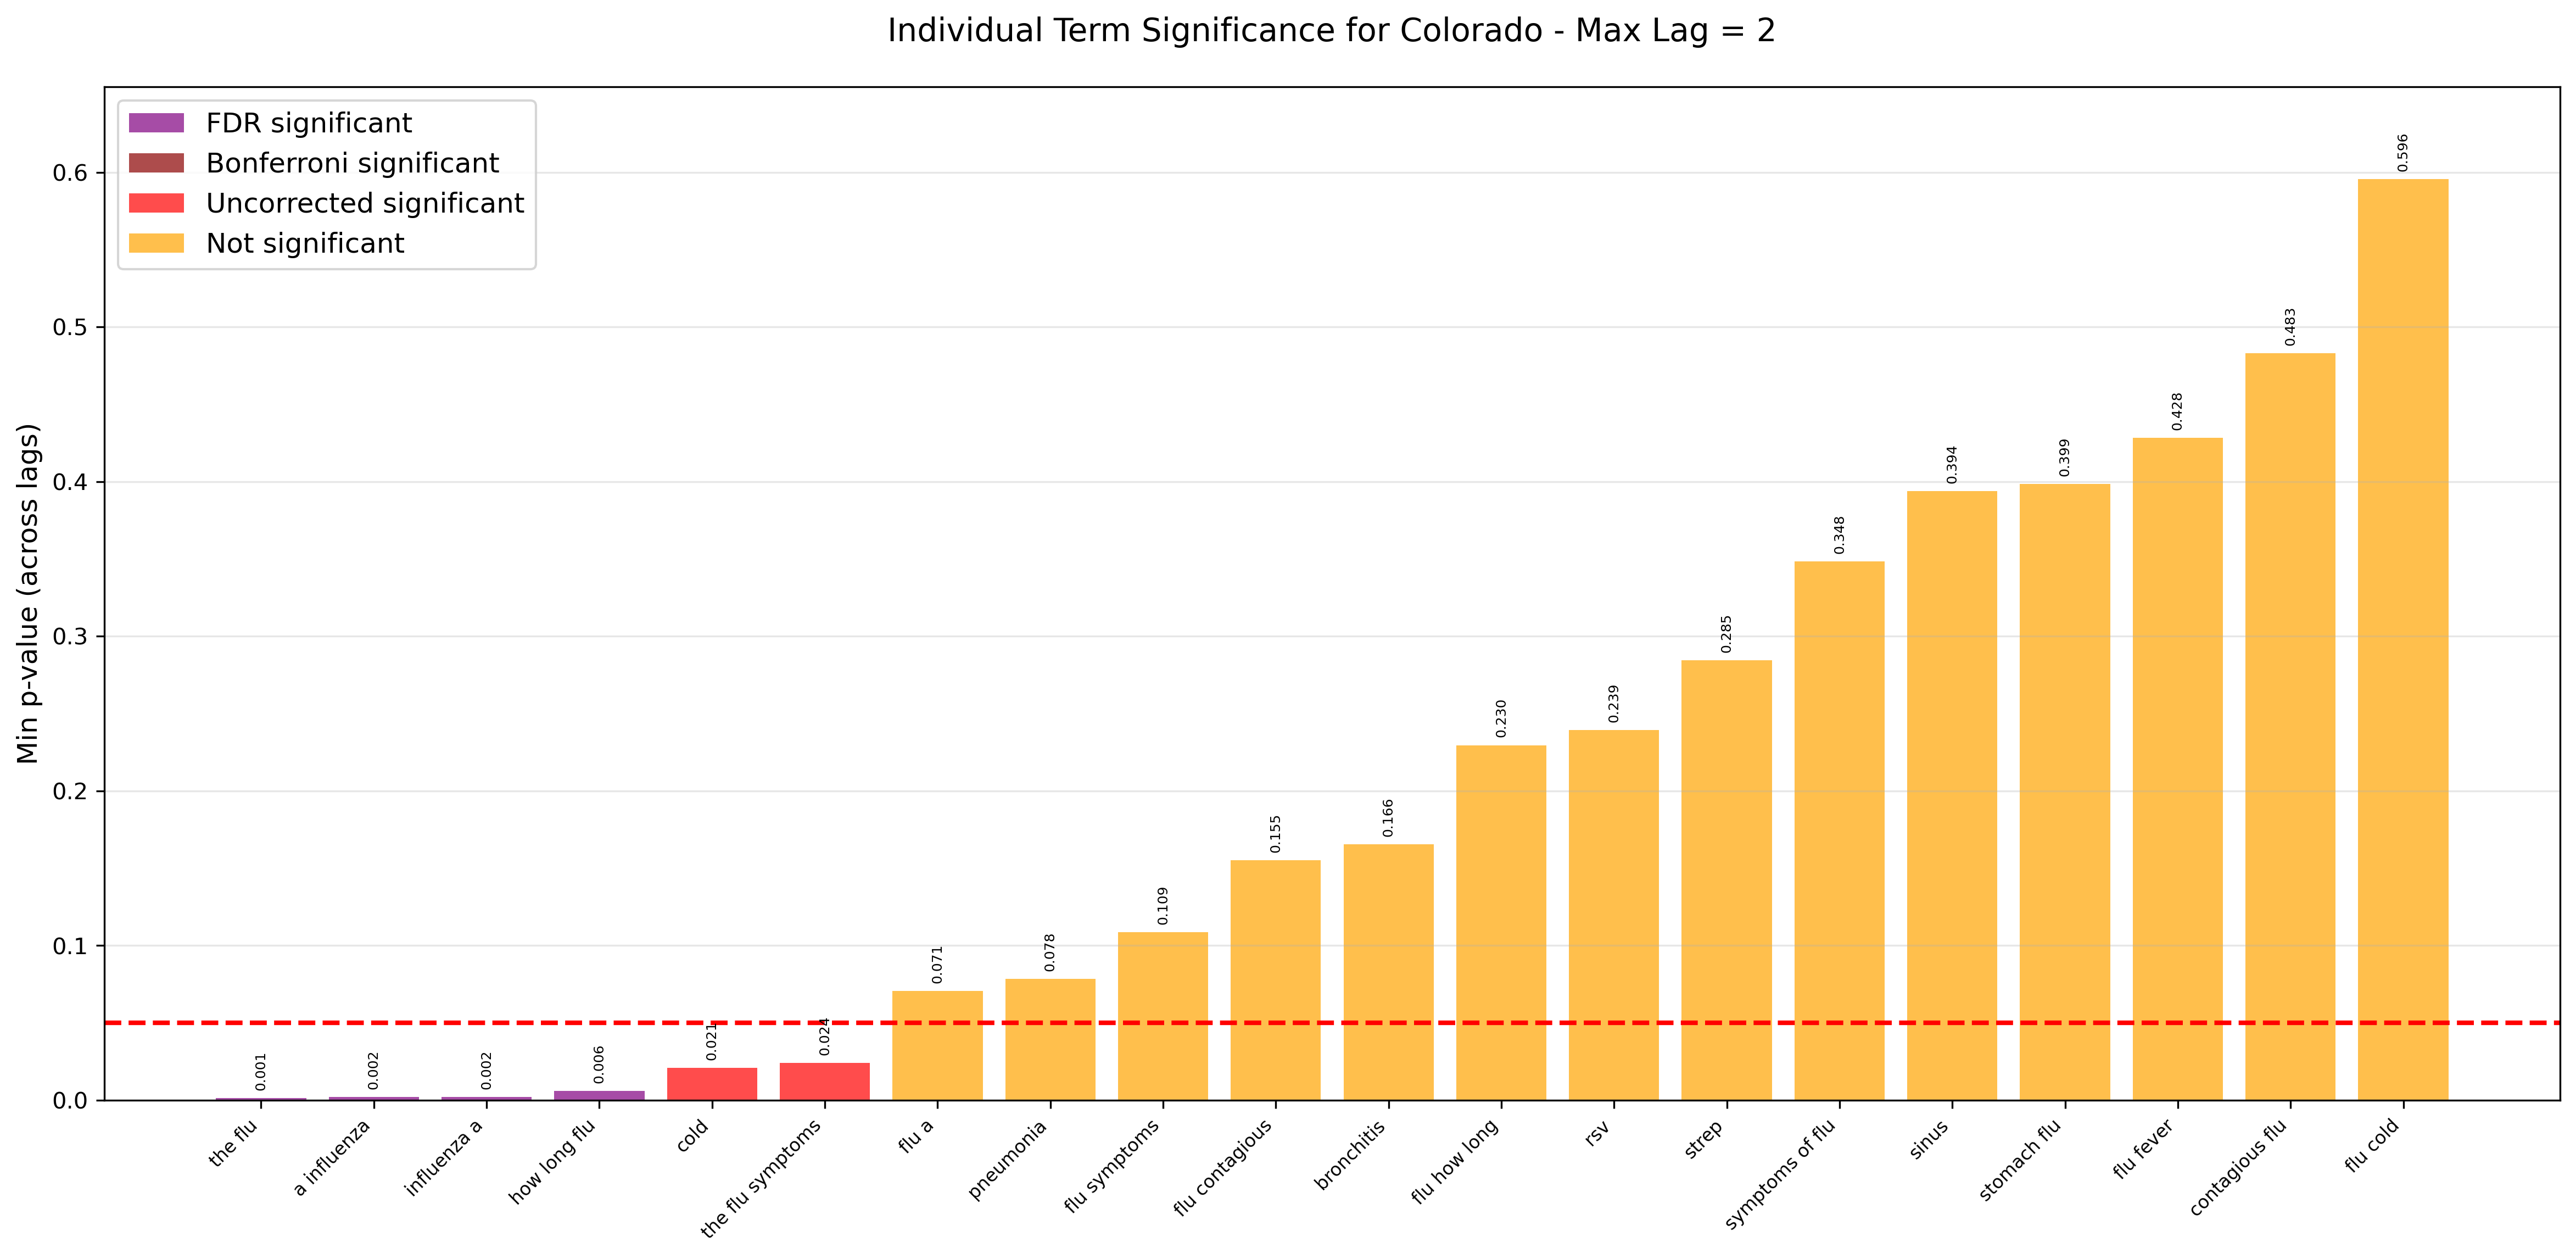 Individual Term Significance for Colorado - Max Lag = 2
FDR significant
Bonferroni significant
Uncorrected significant
Not significant
Min p-value (across lags)
0.6
0.5
0.4
0.3
0.2
0.1
0.0
0.001
0.002
0.002
0.006
0.021
0.024
0.071
0.078
0.109
0.155
0.166
0.230
0.239
0.285
0.348
0.394
0.399
0.428
0.483
0.596
the flu
a influenza
influenza a
how long flu
cold
the flu symptoms
flu a
pneumonia
flu symptoms
flu contagious
bronchitis
flu how long
rsv
strep
symptoms of flu
sinus
stomach flu
flu fever
contagious flu
flu cold